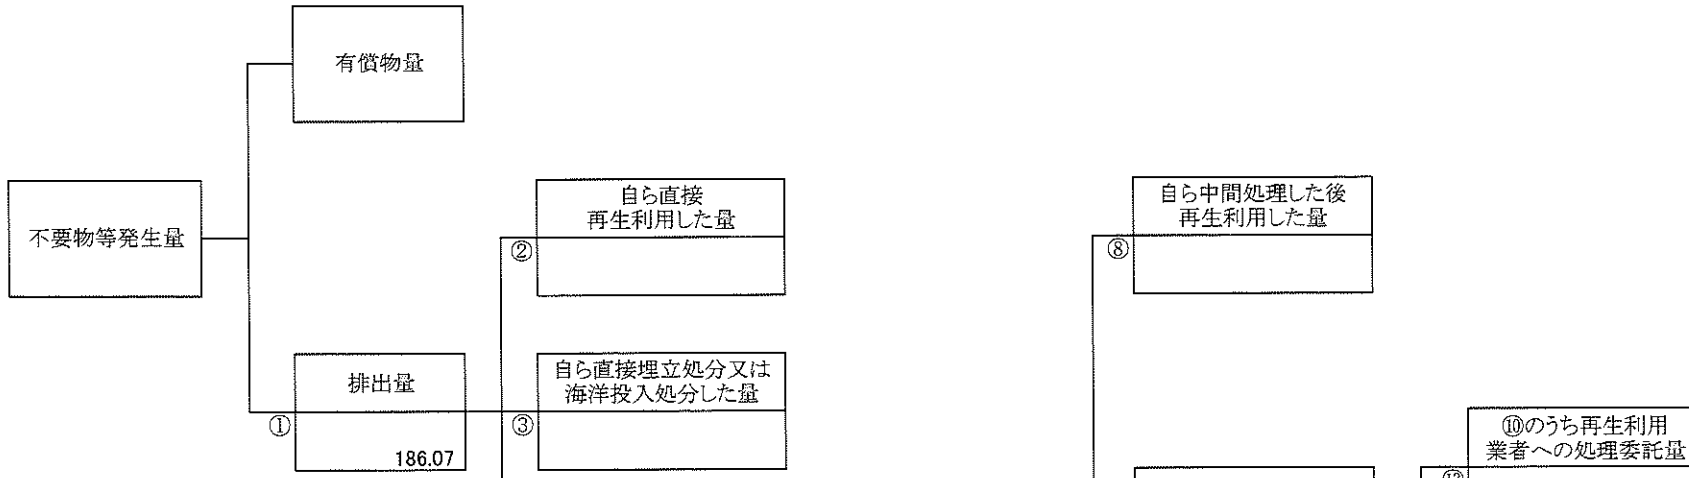 有償物量
不要物等発生量
自ら直接
再生利用した量
②
自ら中間処理した後
再生利用した量
⑧
排出量
①
186.07
自ら直接埋立処分又は
海洋投入処分した量
③
⑩のうち再生利用
業者への処理委託量